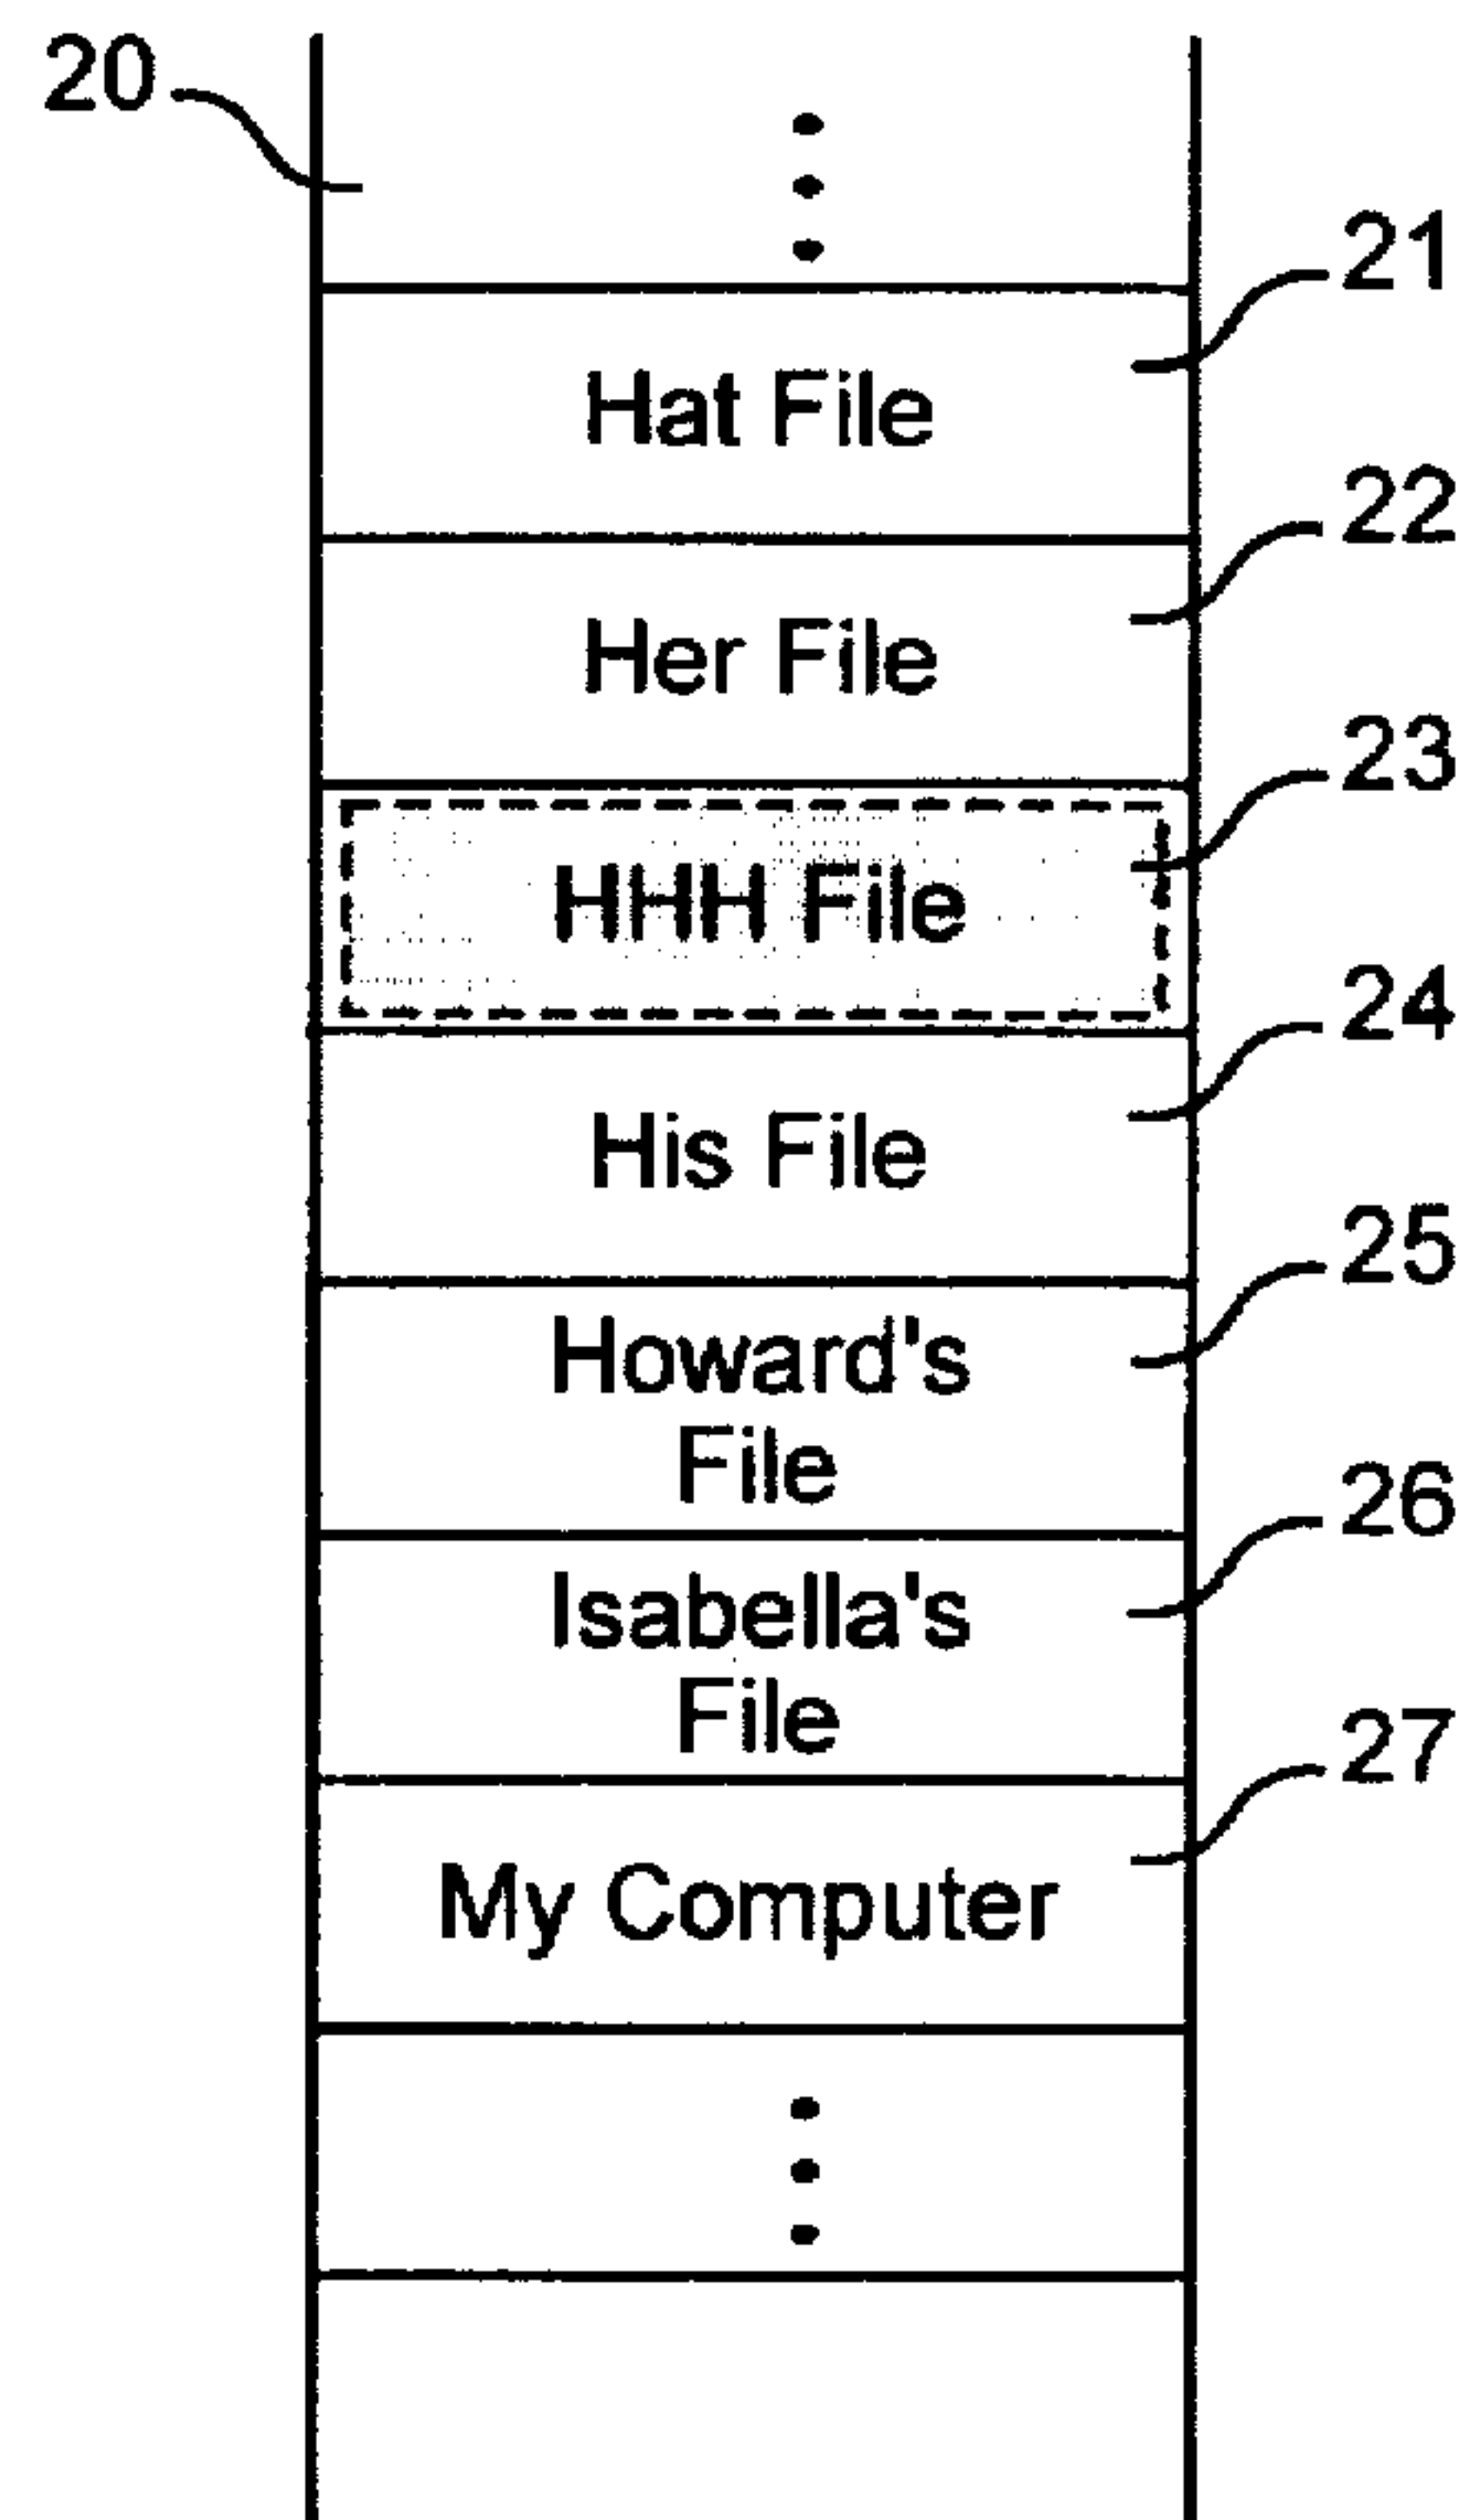 20
21
Hat File
22
Her File
23
HHH File
24
His File
25
Howard's
File
26
Isabella's
File
27
My Computer